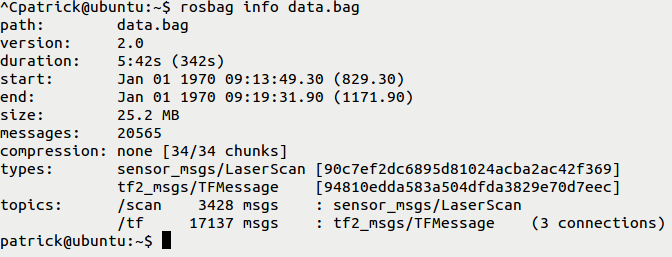 ^Cpatrick@ubuntu:~$ rosbag info data.bag
path:        data.bag
version:     2.0
duration:    5:42s (342s)
start:       Jan 01 1970 09:13:49.30 (829.30)
end:         Jan 01 1970 09:19:31.90 (1171.90)
size:        25.2 MB
messages:    20565
compression: none [34/34 chunks]
types:       sensor_msgs/LaserScan [90c7ef2dc6895d81024acba2ac42f369]
             tf2_msgs/TFMessage    [94810edda583a504dfda3829e70d7eec]
topics:      /scan    3428 msgs    : sensor_msgs/LaserScan
             /tf     17137 msgs    : tf2_msgs/TFMessage    (3 connections)
patrick@ubuntu:~$